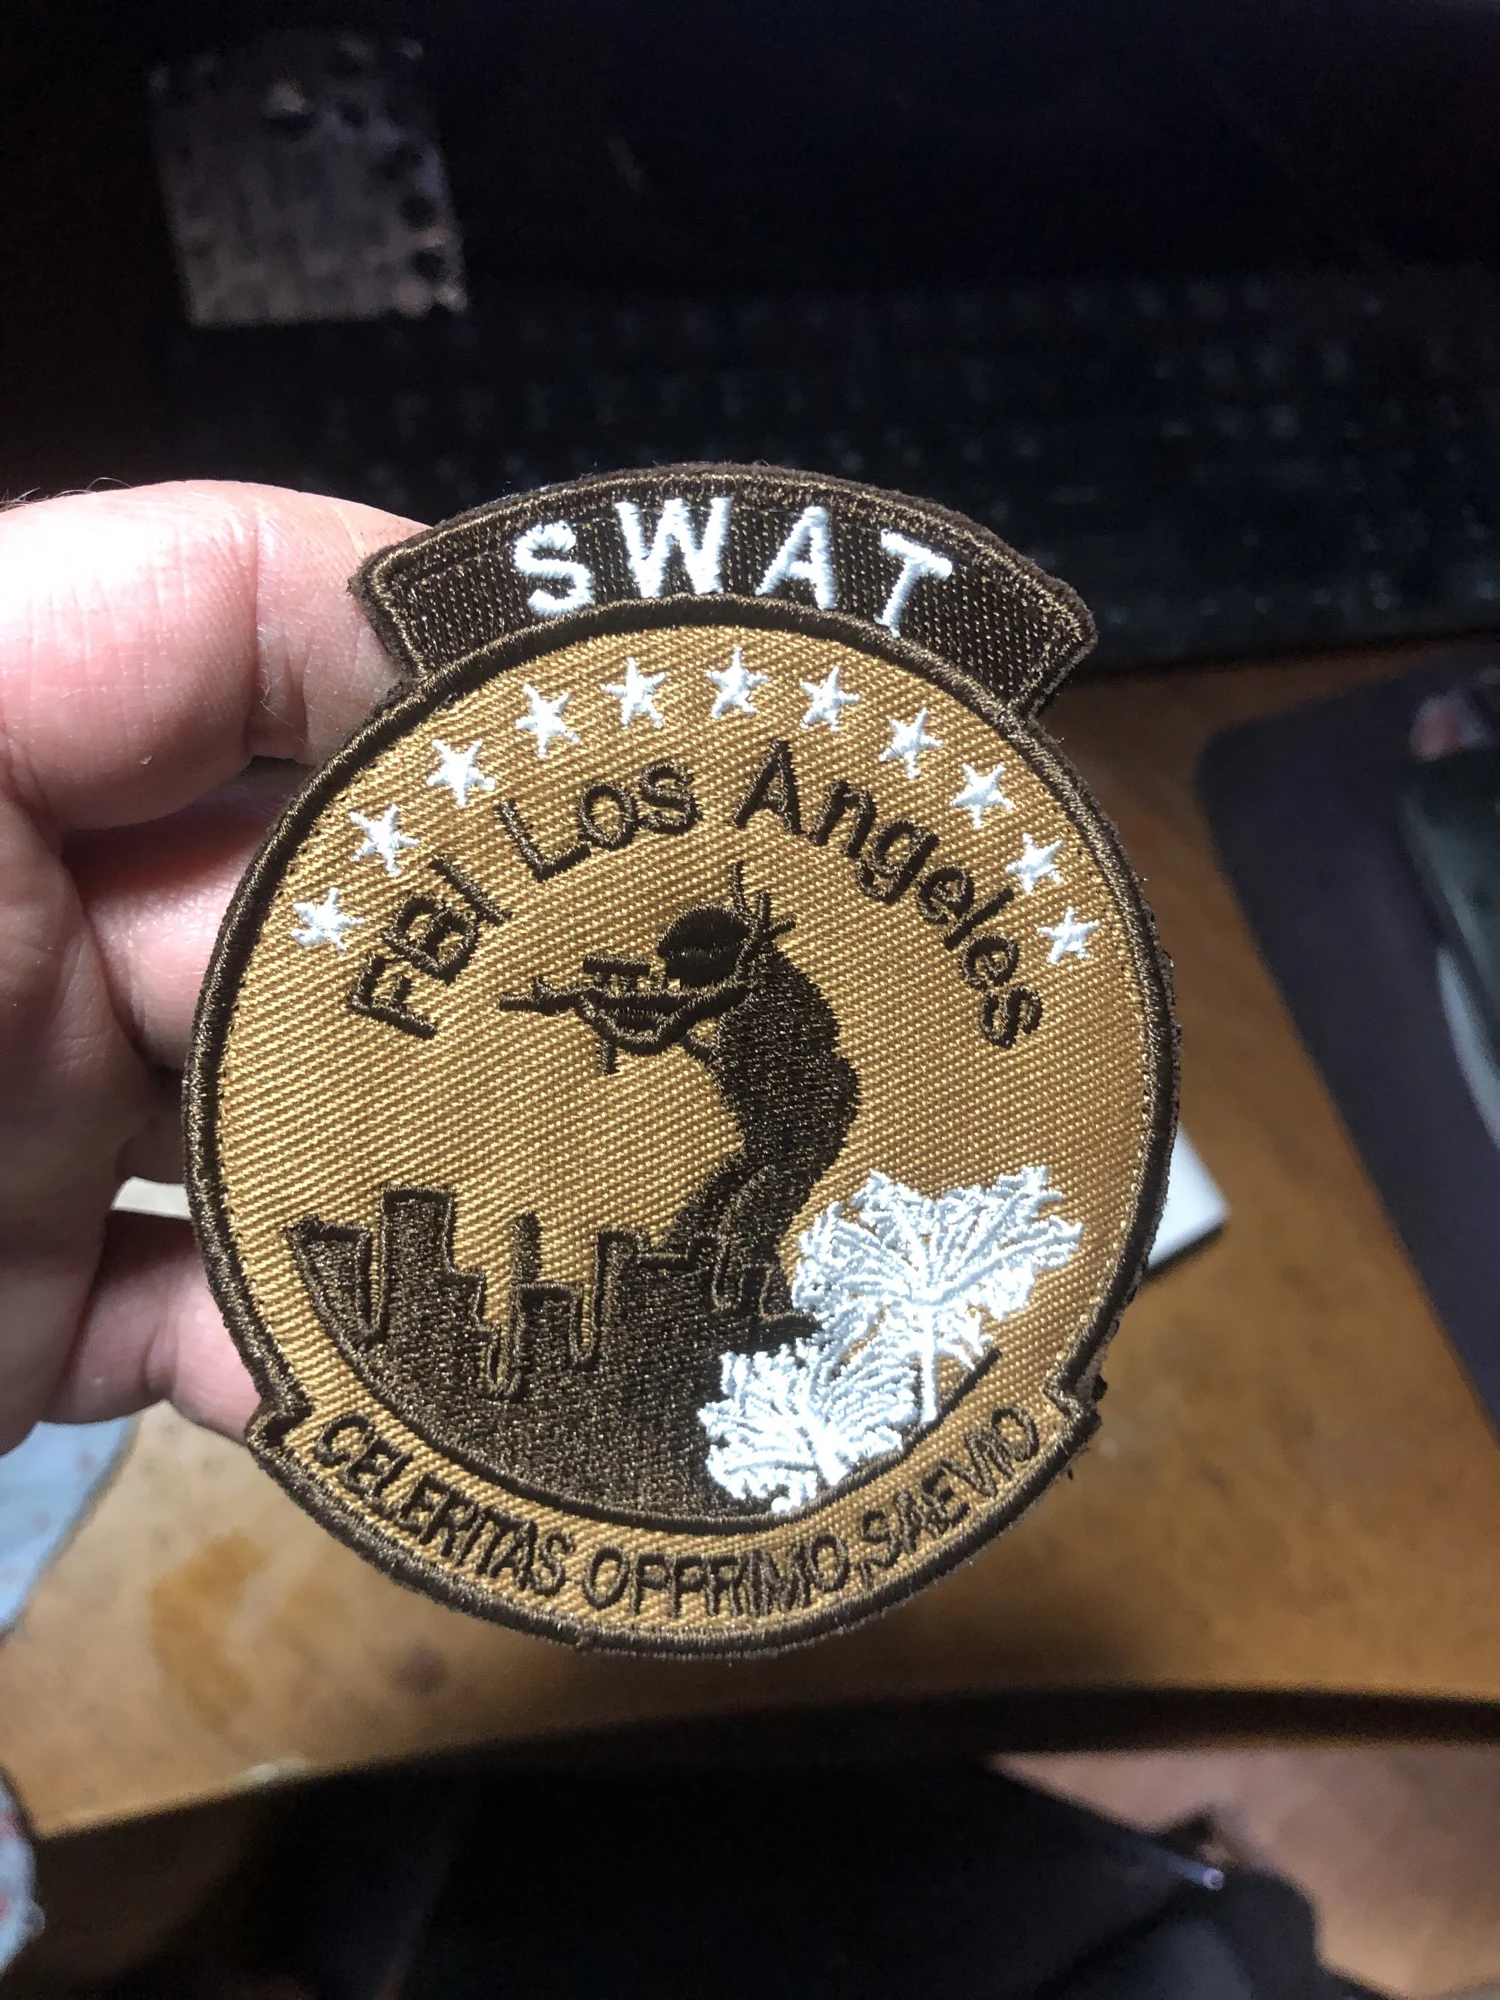 SWAT
FBI Los Angeles
CELERITAS OPPRIMO, SAEVIO